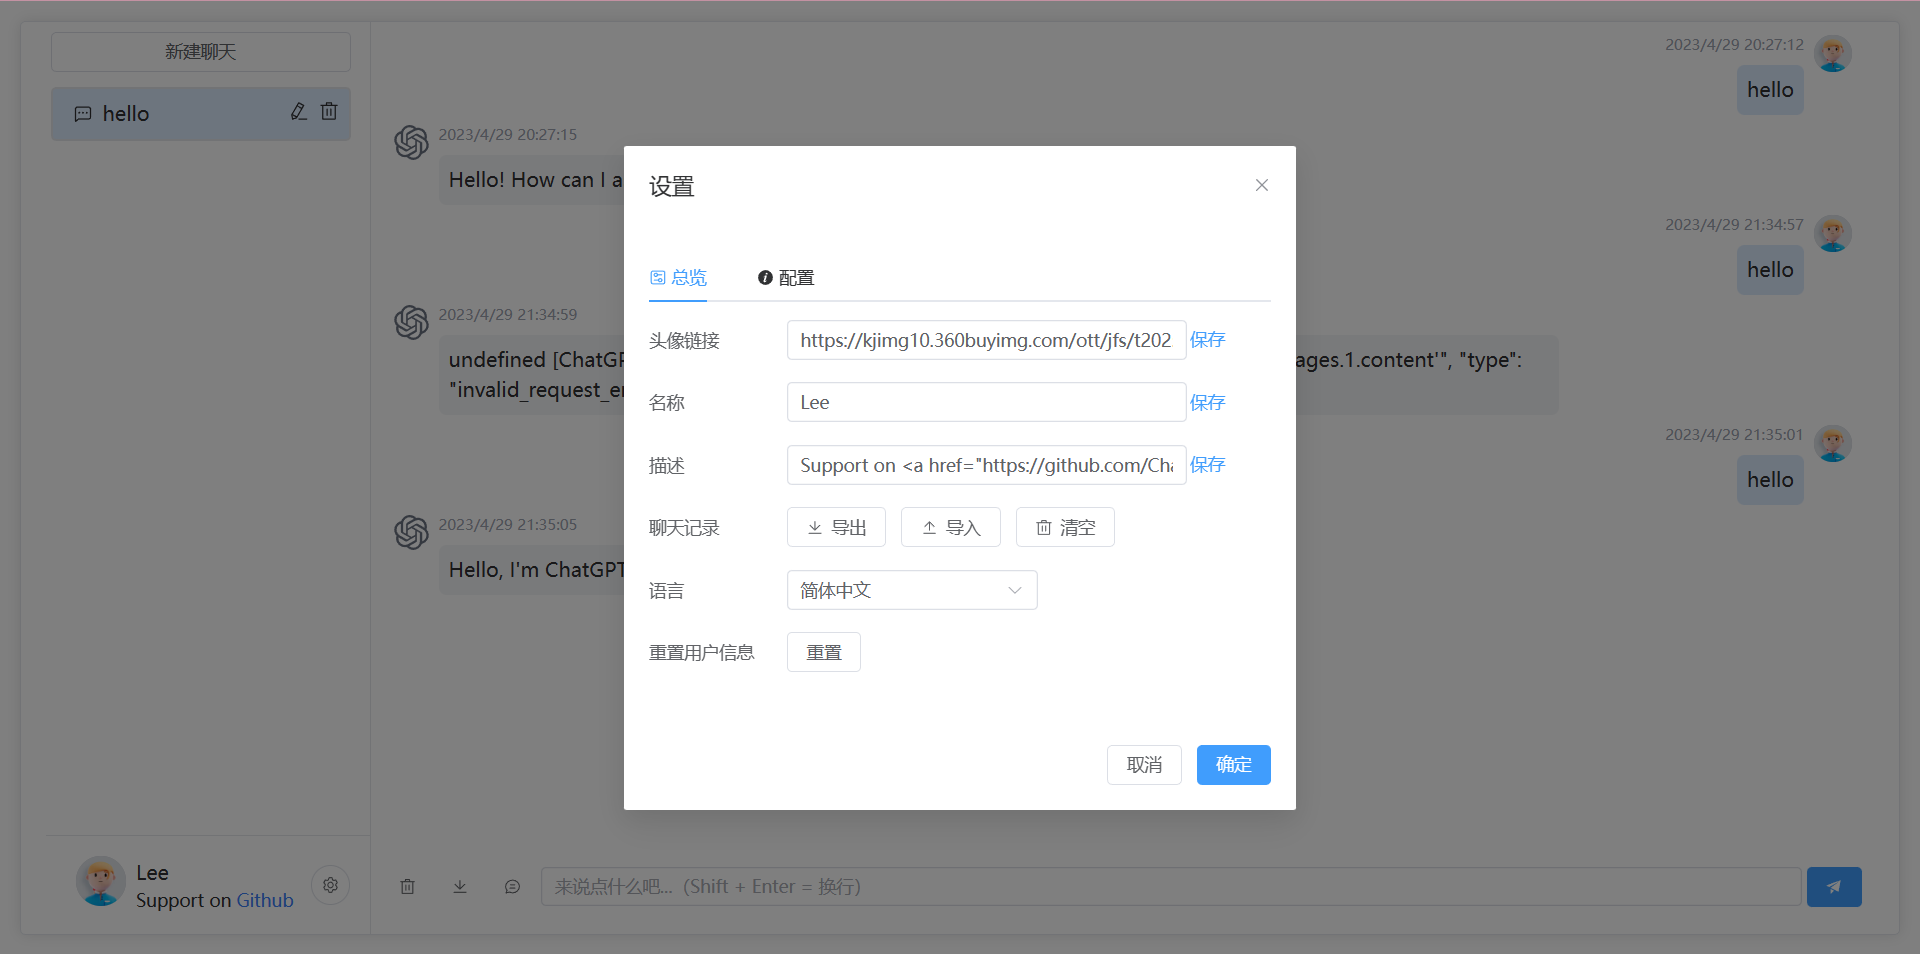 新建聊天
hello
2023/4/29 20:27:12
hello
2023/4/29 20:27:15
Hello! How can I a
2023/4/29 21:34:57
hello
2023/4/29 21:34:59
undefined [ChatGP
ages.1.content'", "type":
"invalid_request_er
2023/4/29 21:35:01
hello
2023/4/29 21:35:05
Hello, I'm ChatGPT
设置
总览
配置
头像链接
https://kjimg10.360buyimg.com/ott/jfs/t202
保存
名称
Lee
保存
描述
Support on <a href="https://github.com/Cha
保存
聊天记录
导出
导入
清空
语言
简体中文
重置用户信息
重置
取消
确定
Lee
Support on Github
来说点什么吧...（Shift + Enter = 换行）